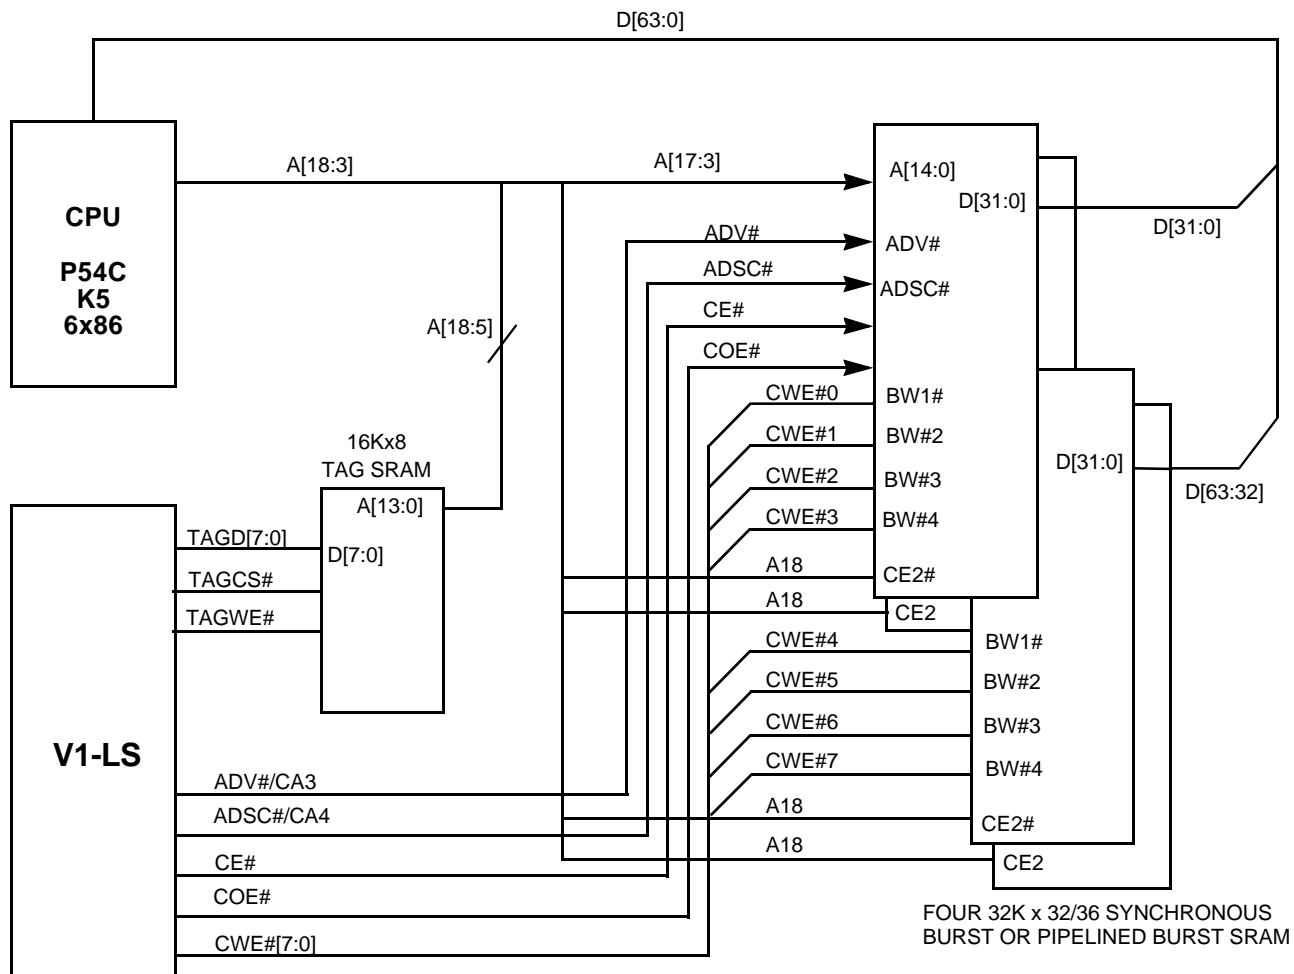 D[63:0]
CPU
P54C
K5
6x86
A[18:3]
A[17:3]
A[18:5]
ADV#
ADSC#
CE#
COE#
CWE#0
CWE#1
CWE#2
CWE#3
A18
A18
CWE#4
CWE#5
CWE#6
CWE#7
A18
A18
A[14:0]
D[31:0]
ADV#
ADSC#
BW1#
BW#2
BW#3
BW#4
CE2#
CE2
D[31:0]
D[31:0]
D[63:32]
BW1#
BW#2
BW#3
BW#4
CE2#
CE2
16Kx8
TAG SRAM
A[13:0]
D[7:0]
TAGD[7:0]
TAGCS#
TAGWE#
V1-LS
ADV#/CA3
ADSC#/CA4
CE#
COE#
CWE#[7:0]
FOUR 32K x 32/36 SYNCHRONOUS
BURST OR PIPELINED BURST SRAM